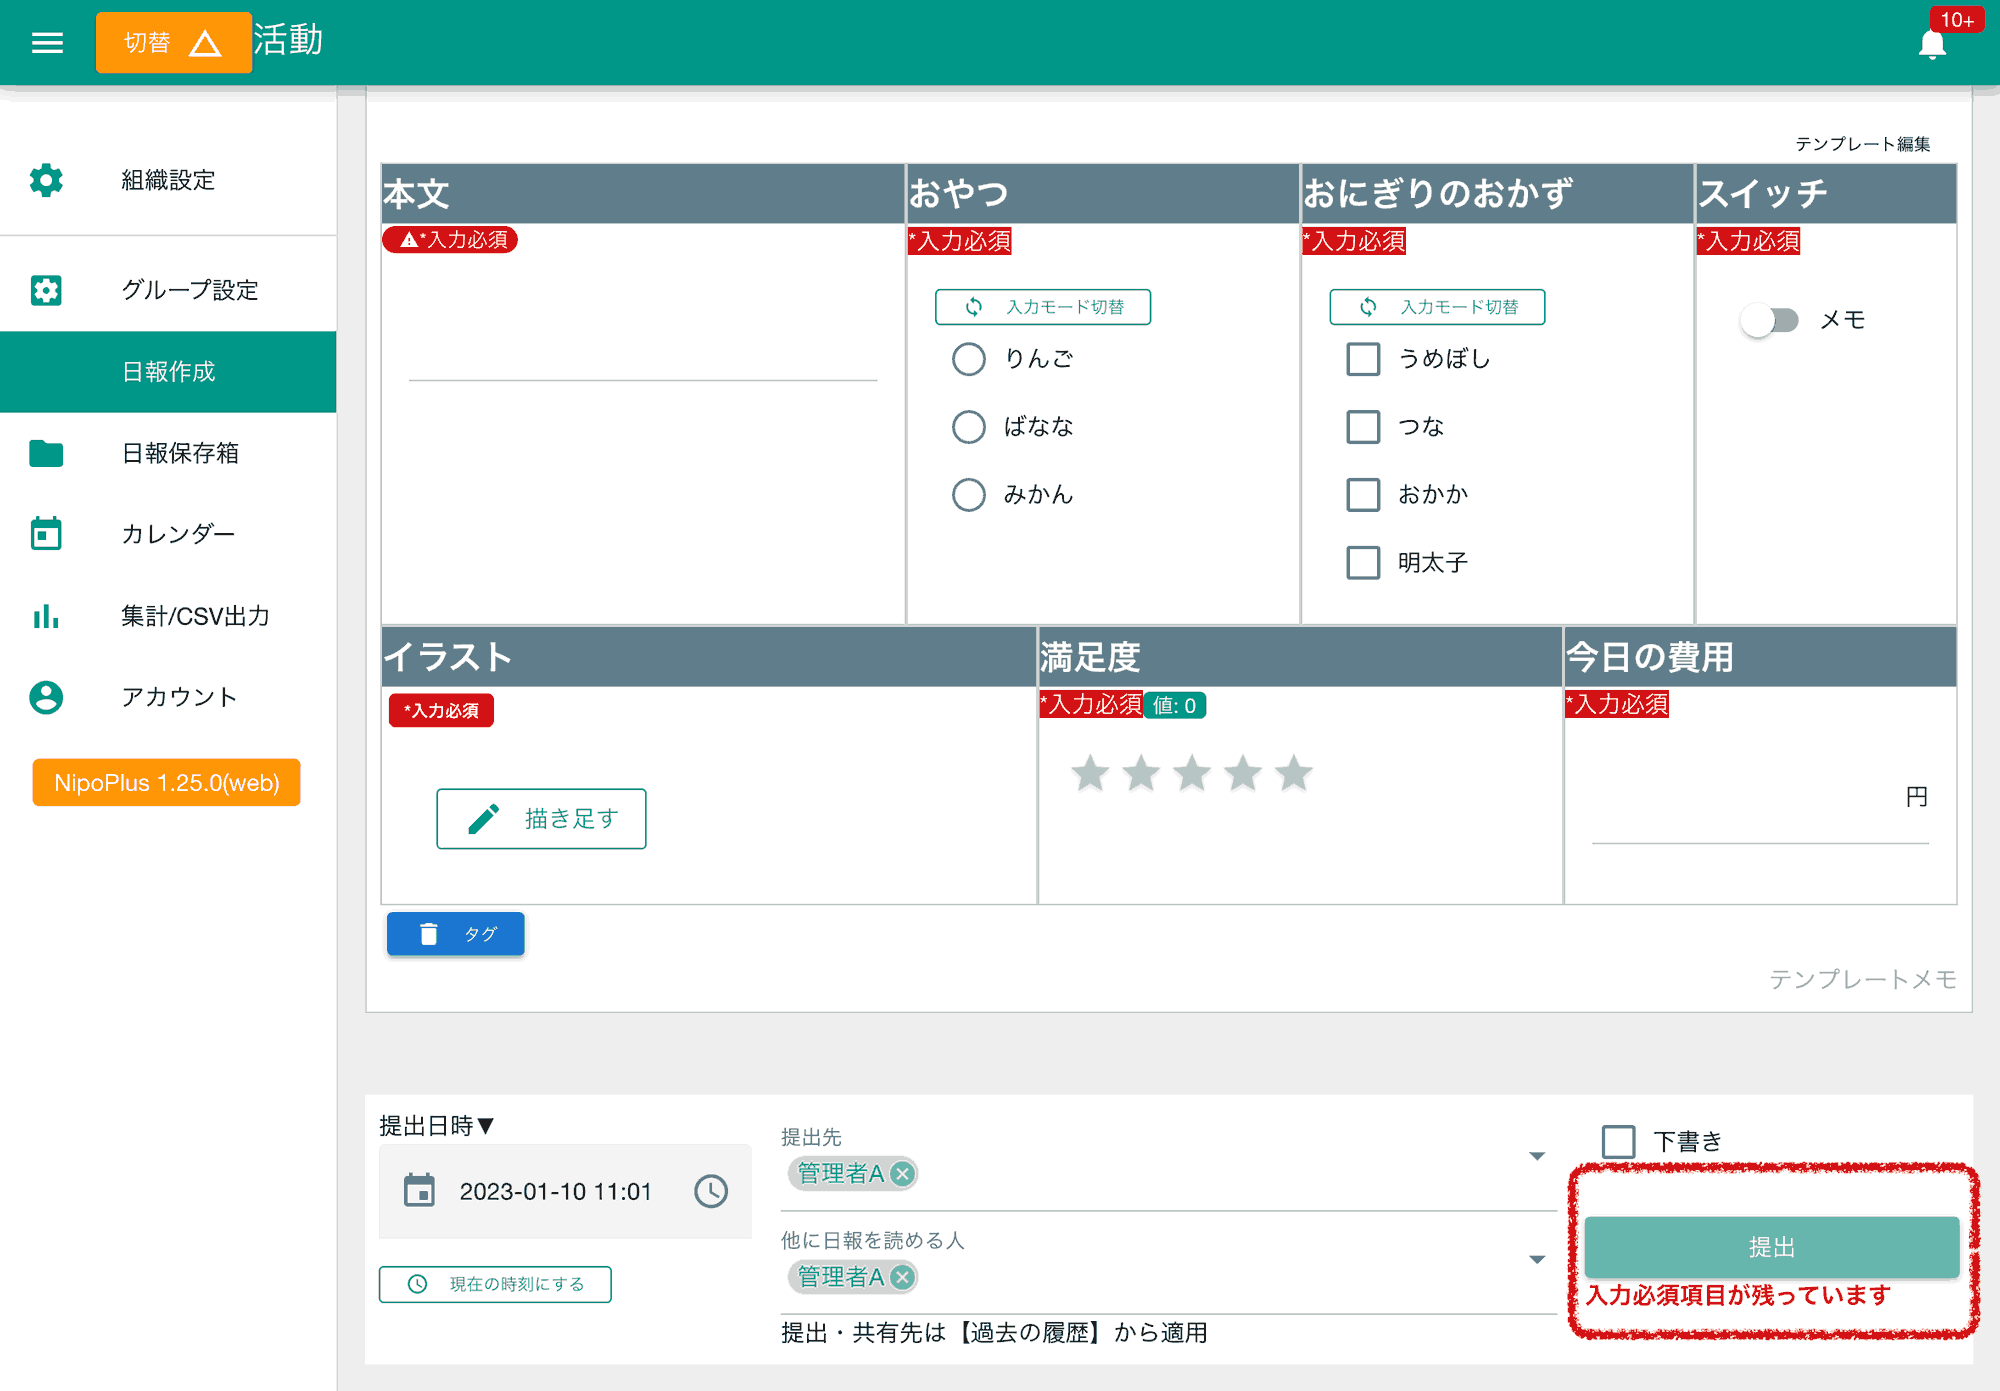 切替
活動
10+
組織設定
グループ設定
日報作成
日報保存箱
カレンダー
集計/CSV出力
アカウント
NipoPlus 1.25.0(web)
テンプレート編集
本文 おやつ おにぎりのおかず スイッチ
*入力必須 *入力必須 *入力必須 *入力必須
入力モード切替 入力モード切替
メモ
りんご うめぼし
ばなな つな
みかん おかか
明太子
イラスト 満足度 今日の費用
*入力必須 *入力必須 値: 0 *入力必須
円
描き足す
タグ
テンプレートメモ
提出日時▼
2023-01-10 11:01
現在の時刻にする
提出先
管理者A
他に日報を読める人
管理者A
提出・共有先は【過去の履歴】から適用
下書き
提出
入力必須項目が残っています